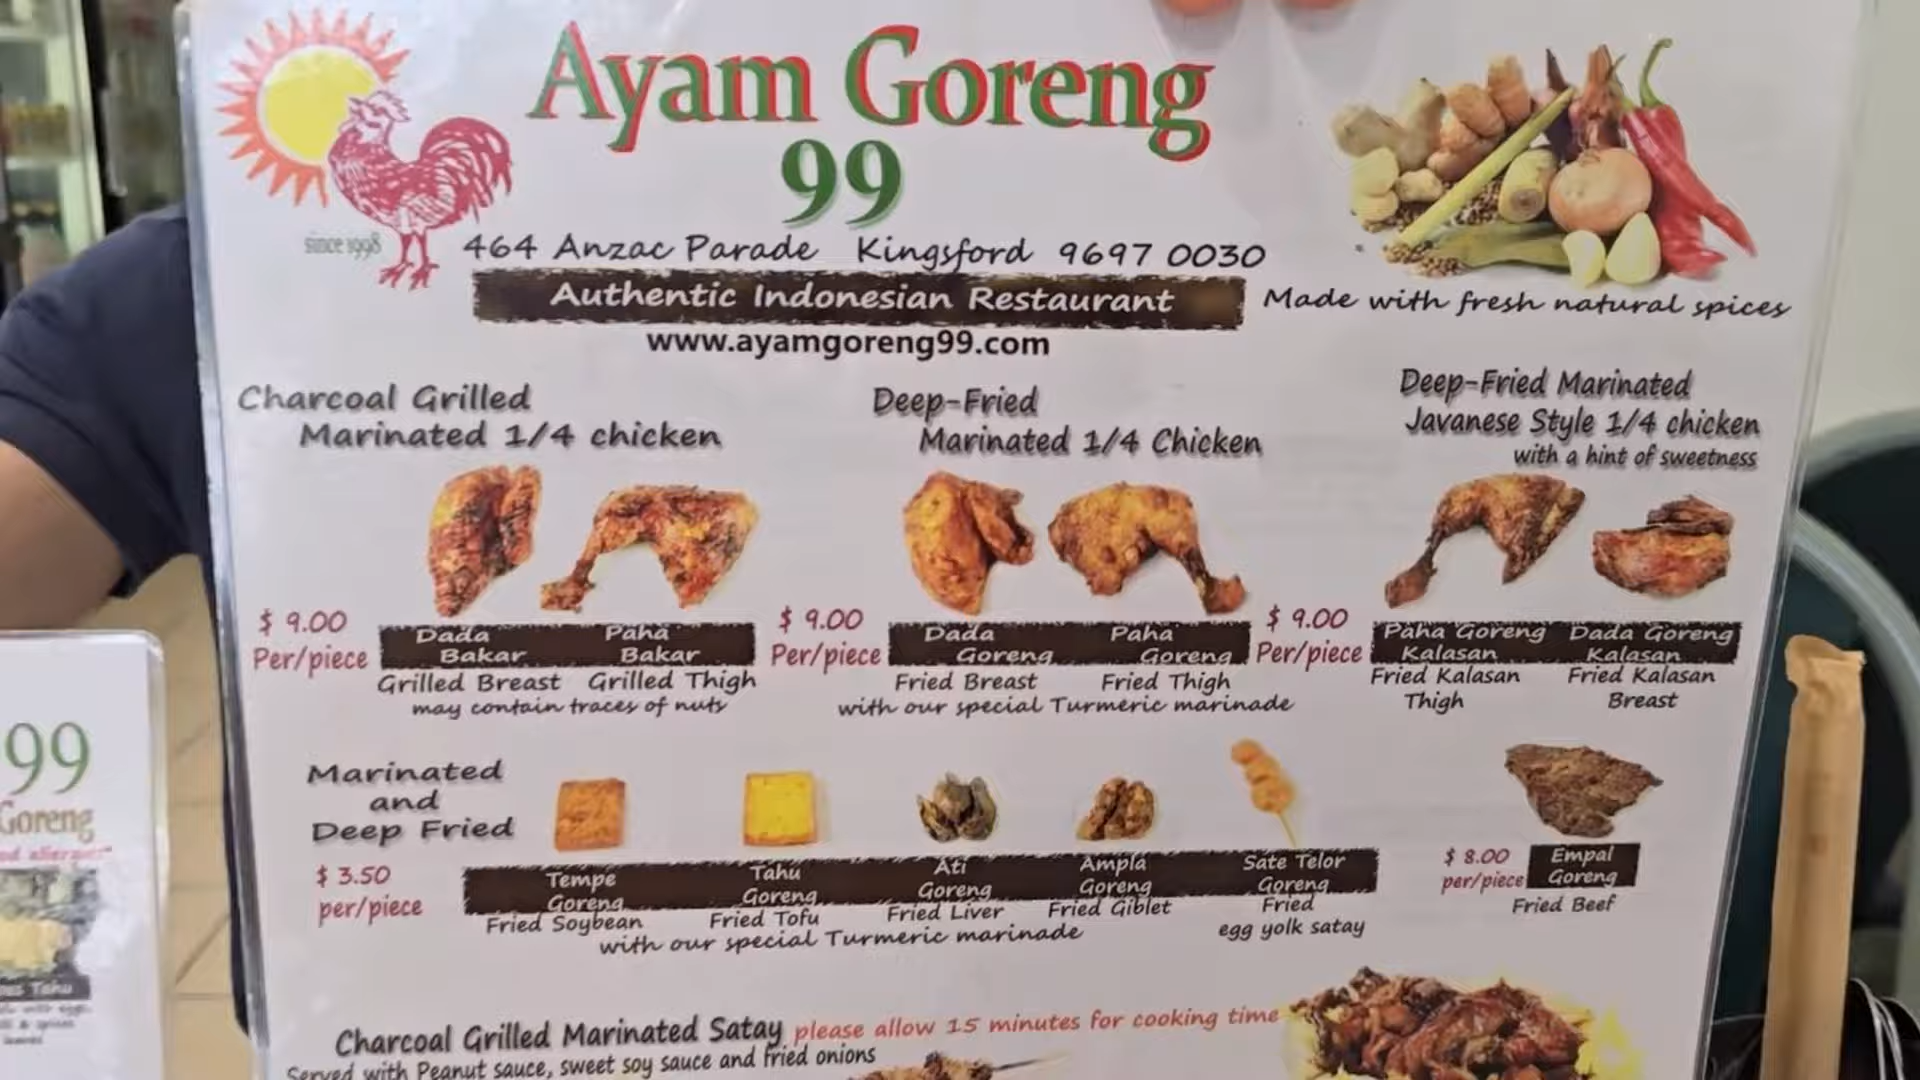 Ayam Goreng
99
since 1998
464 Anzac Parade Kingsford 9697 0030
Authentic Indonesian Restaurant
Made with fresh natural spices
www.ayamgoreng99.com
Charcoal Grilled
Marinated 1/4 chicken
$ 9.00
Per/piece
Dada
Bakar
Paha
Bakar
Grilled Breast Grilled Thigh
may contain traces of nuts
Deep-Fried
Marinated 1/4 Chicken
$ 9.00
Per/piece
Dada
Goreng
Paha
Goreng
Fried Breast Fried Thigh
with our special Turmeric marinade
Deep-Fried Marinated
Javanese Style 1/4 chicken
with a hint of sweetness
$ 9.00
Per/piece
Paha Goreng
Kalasan
Dada Goreng
Kalasan
Fried Kalasan
Thigh
Fried Kalasan
Breast
Marinated
and
Deep Fried
$ 3.50
per/piece
Tempe
Goreng
Fried Soybean
Tahu
Goreng
Fried Tofu
Ati
Goreng
Fried Liver
Ampla
Goreng
Fried Giblet
Sate Telor
Goreng
Fried
egg yolk satay
with our special Turmeric marinade
$ 8.00
per/piece
Empal
Goreng
Fried Beef
Charcoal Grilled Marinated Satay please allow 15 minutes for cooking time
Served with Peanut sauce, sweet soy sauce and fried onions
99
Goreng
Tahu